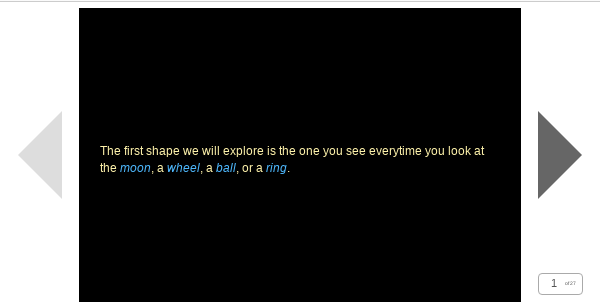 The first shape we will explore is the one you see everytime you look at
the moon, a wheel, a ball, or a ring.
1 of 27